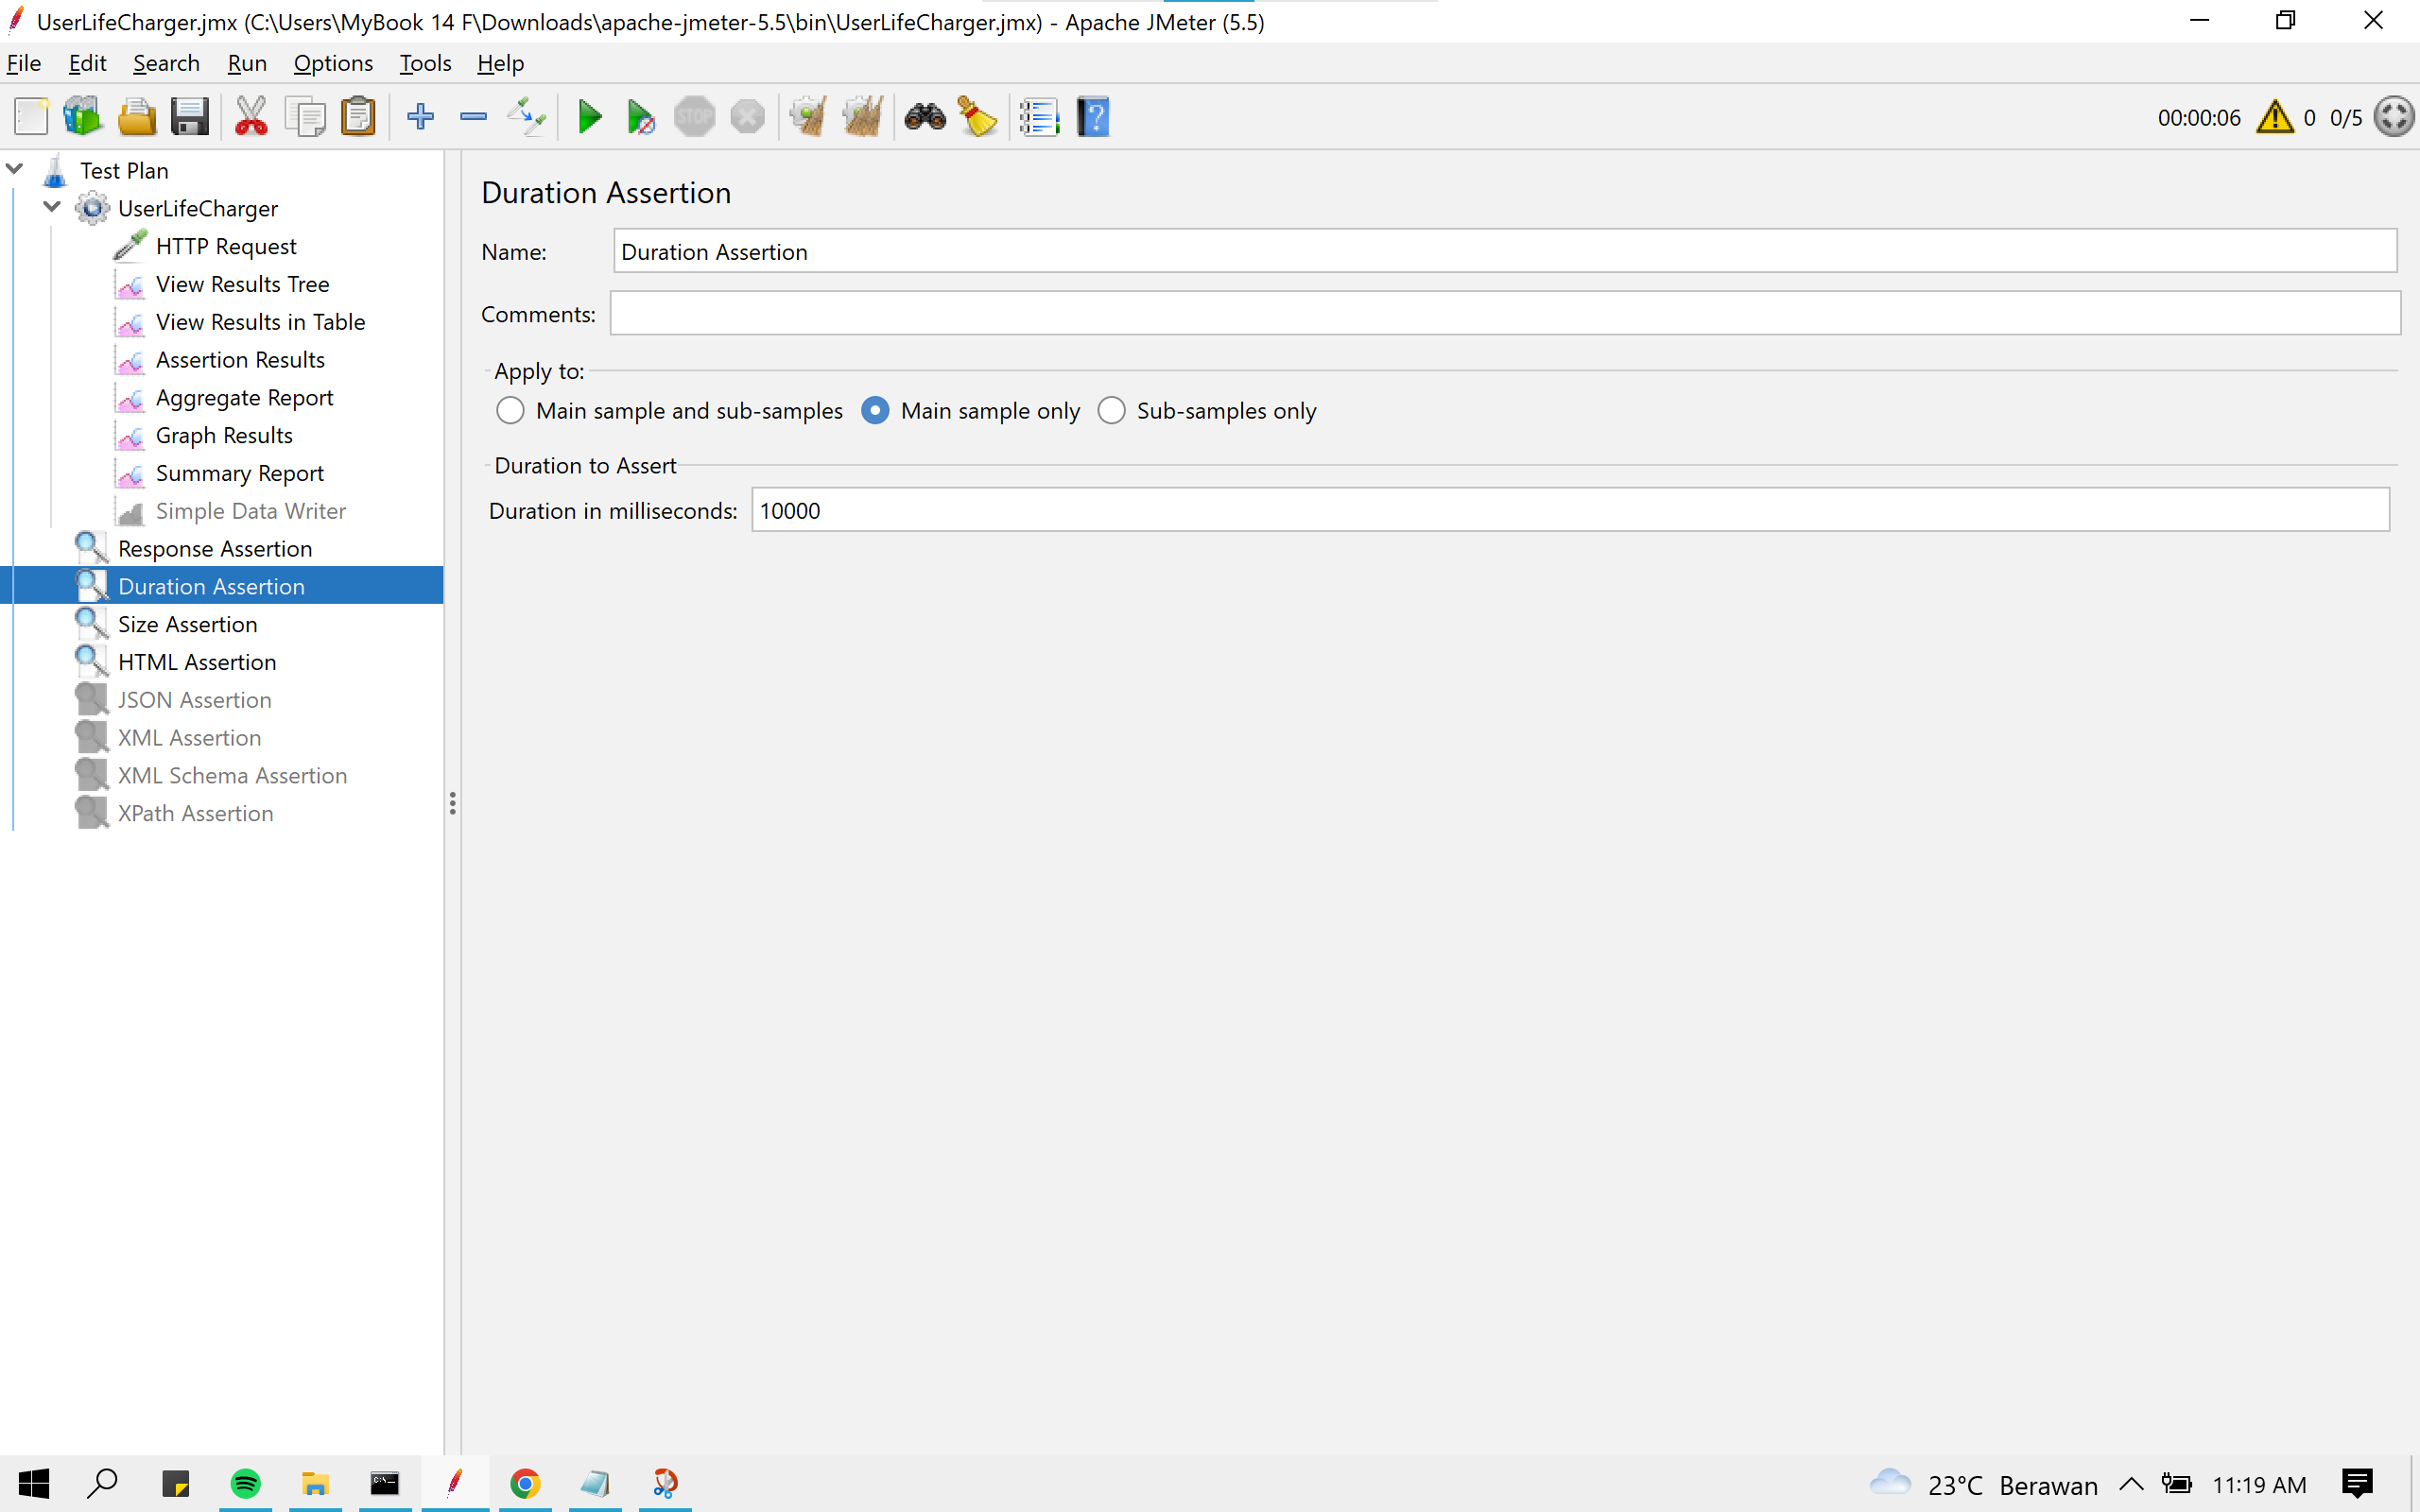 UserLifeCharger.jmx (C:\Users\MyBook 14 F\Downloads\apache-jmeter-5.5\bin\UserLifeCharger.jmx) - Apache JMeter (5.5)
File Edit Search Run Options Tools Help
STOP
00:00:06 0 0/5
Test Plan
UserLifeCharger
HTTP Request
View Results Tree
View Results in Table
Assertion Results
Aggregate Report
Graph Results
Summary Report
Simple Data Writer
Response Assertion
Duration Assertion
Size Assertion
HTML Assertion
JSON Assertion
XML Assertion
XML Schema Assertion
XPath Assertion
Duration Assertion
Name: Duration Assertion
Comments:
Apply to:
Main sample and sub-samples Main sample only Sub-samples only
Duration to Assert
Duration in milliseconds: 10000
23°C Berawan 11:19 AM